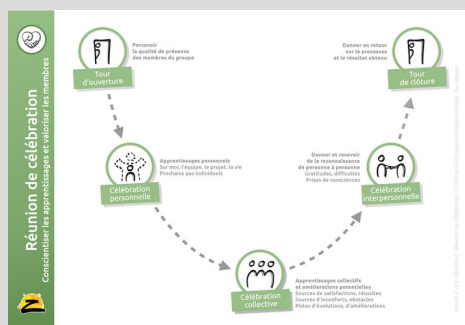 Réunion de célébration
Conscientiser les apprentissages et valoriser les membres
Tour
d'ouverture
Percevoir
la qualité de présence
des membres du groupe
Célébration
personnelle
Apprentissages personnels
Sur moi, l'équipe, le projet, la vie
Prochains pas individuels
Célébration
collective
Apprentissages collectifs
et améliorations potentielles
Sources de satisfactions, réussites
Sources d'inconforts, obstacles
Pistes d'évolutions, d'améliorations
Donner et recevoir
de la reconnaissance
de personne à personne
Gratitudes, difficultés
Prises de consciences
Célébration
interpersonnelle
Donner un retour
sur le processus
et le résultat obtenu
Tour
de clôture
Z